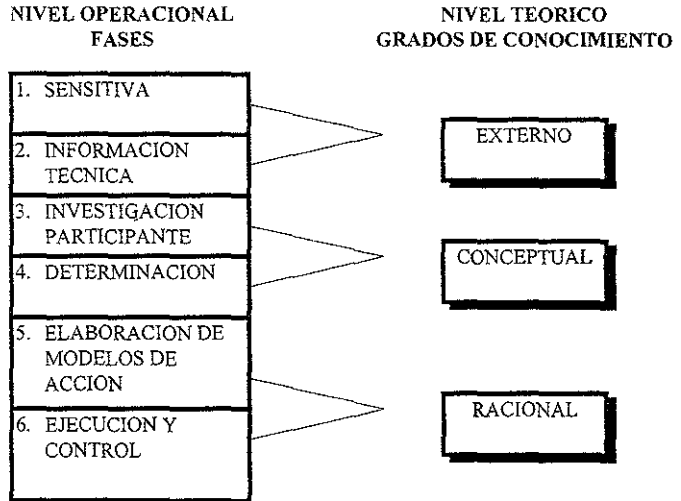 NIVEL OPERACIONAL
FASES
1. SENSITIVA
2. INFORMACION
TECNICA
3. INVESTIGACION
PARTICIPANTE
4. DETERMINACION
5. ELABORACION DE
MODELOS DE
ACCION
6. EJECUCION Y
CONTROL
NIVEL TEORICO
GRADOS DE CONOCIMIENTO
EXTERNO
CONCEPTUAL
RACIONAL